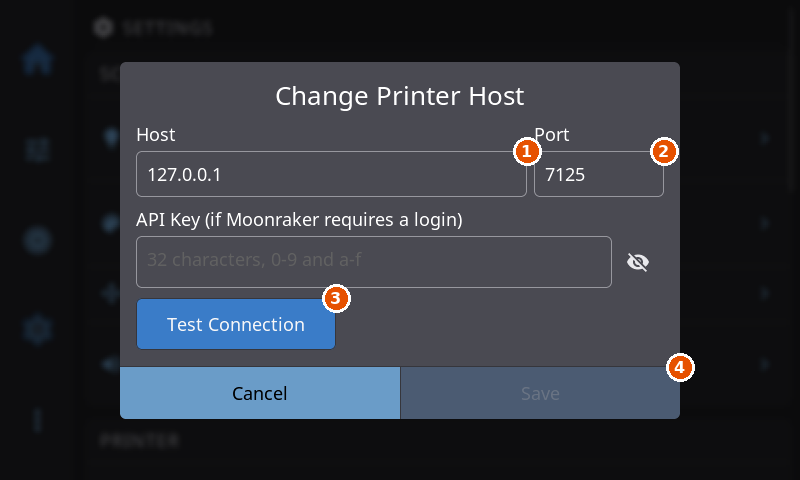 SETTINGS
Change Printer Host
Host
Port
1
2
127.0.0.1
7125
API Key (if Moonraker requires a login)
32 characters, 0-9 and a-f
3
Test Connection
4
Cancel
Save
PRINTER